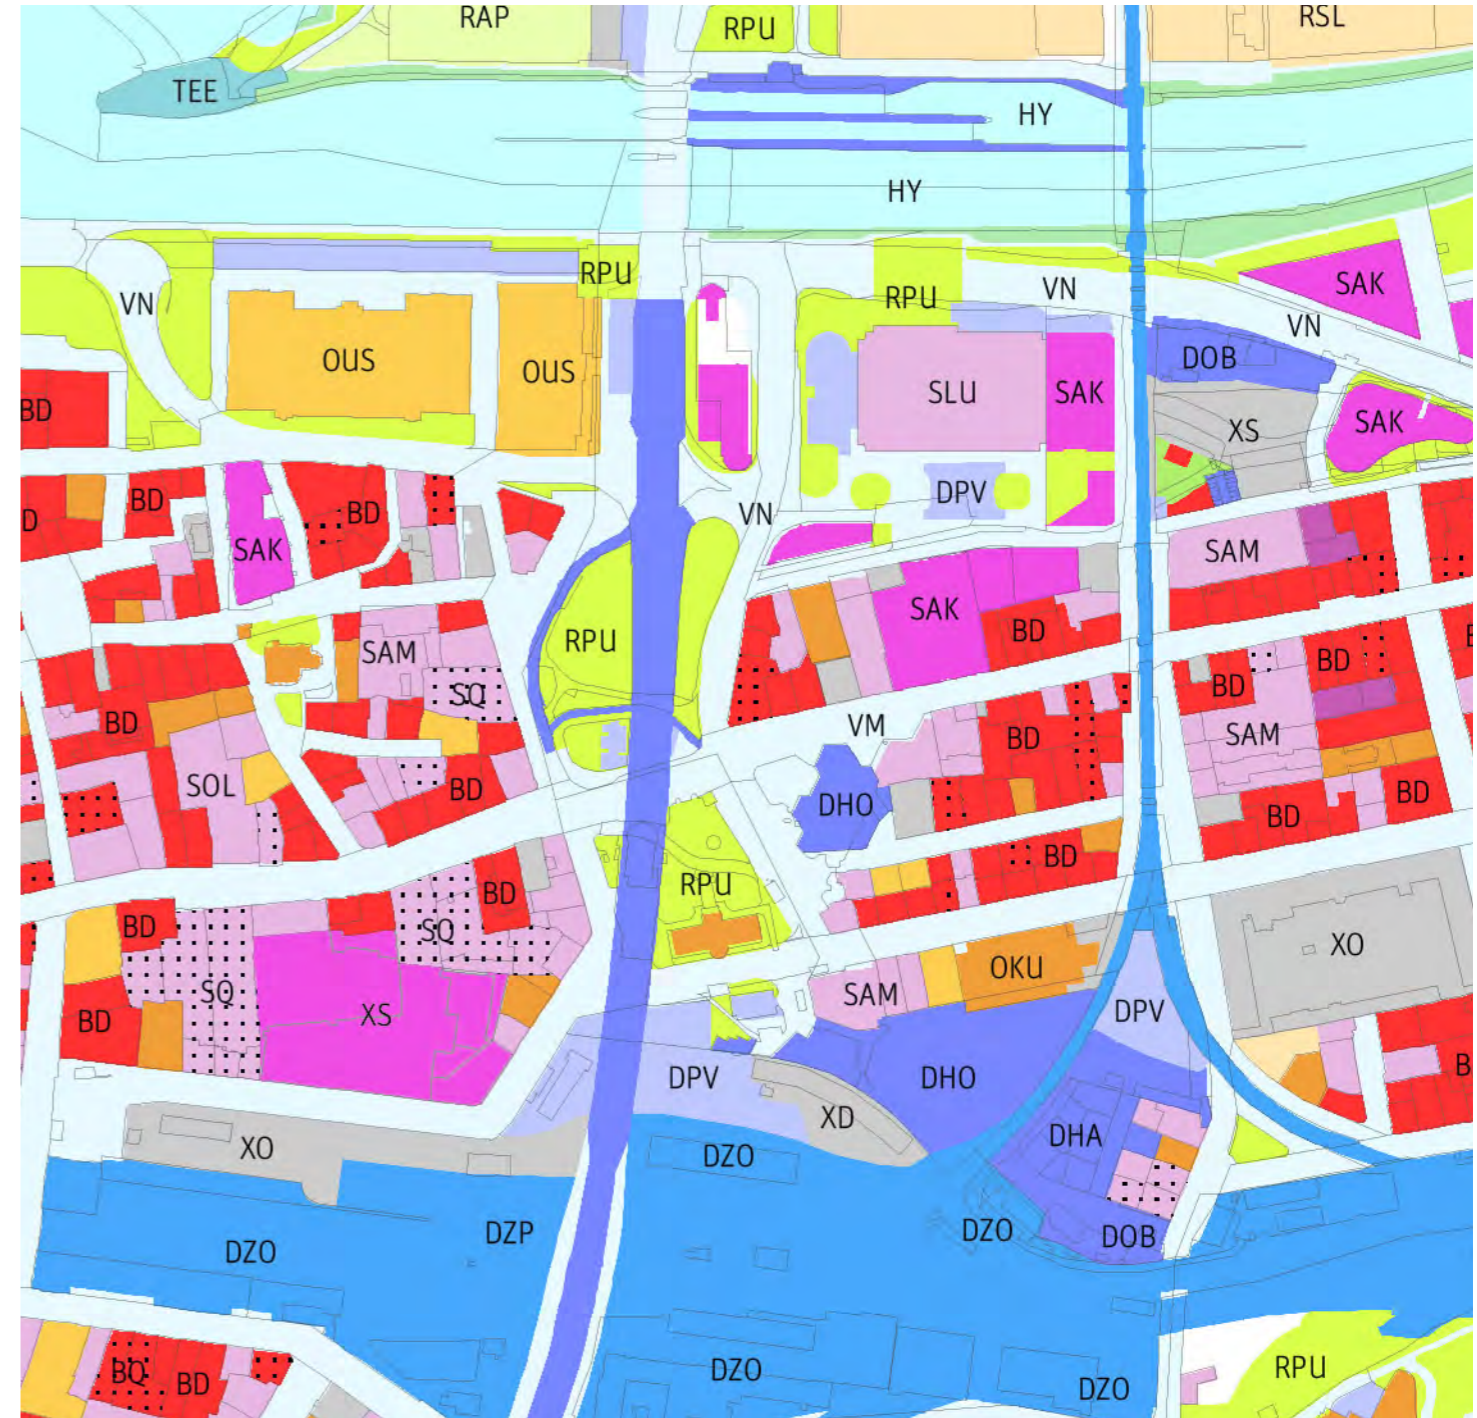 RAP
RPU
RSL
TEE
HY
HY
RPU
VN
RPU
VN
SAK
VN
OUS
OUS
DOB
SLU
SAK
BD
SAK
XS
DPV
BD
D
BD
VN
SAK
SAM
SAK
BD
RPU
SAM
BD
SQ
BD
BD
VM
BD
SAM
SOL
BD
DHO
BD
BD
BD
RPU
BD
BD
SQ
XO
OKU
SQ
SAM
DPV
XS
BD
B
DPV
DHO
XD
DHA
XO
DZO
DZP
DZO
DOB
DZO
BQ
BD
DZO
DZO
RPU